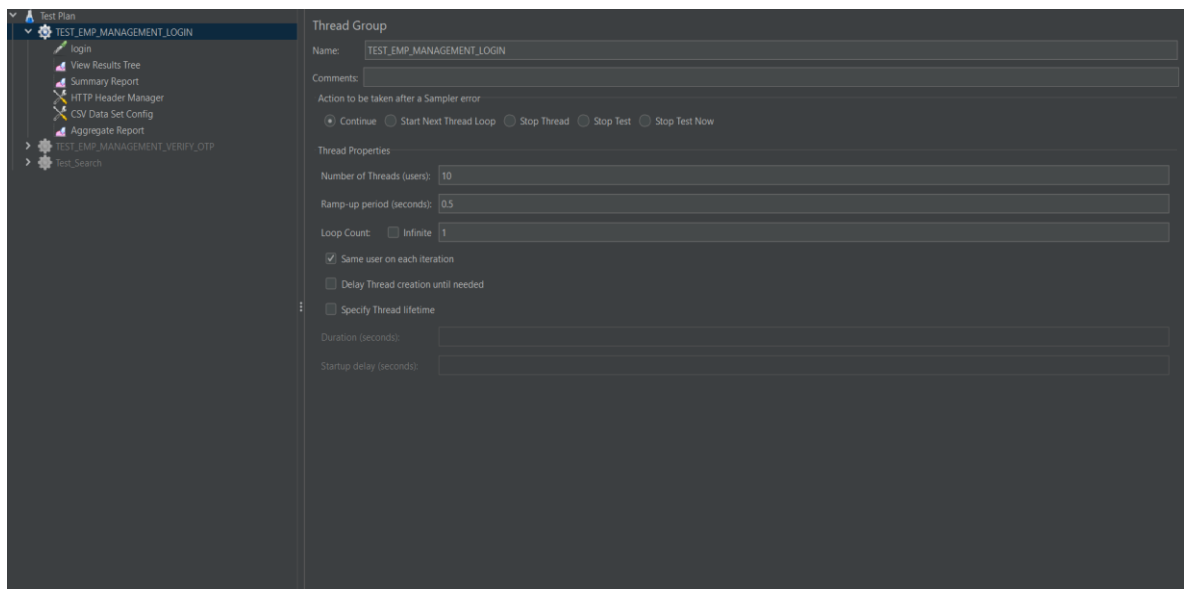 Test Plan
TEST_EMP_MANAGEMENT_LOGIN
login
View Results Tree
Summary Report
HTTP Header Manager
CSV Data Set Config
Aggregate Report
TEST_EMP_MANAGEMENT_VERIFY_OTP
Test_Search
Thread Group
Name: TEST_EMP_MANAGEMENT_LOGIN
Comments:
Action to be taken after a Sampler error
Continue Start Next Thread Loop Stop Thread Stop Test Stop Test Now
Thread Properties
Number of Threads (users): 10
Ramp-up period (seconds): 0.5
Loop Count: Infinite 1
Same user on each iteration
Delay Thread creation until needed
Specify Thread lifetime
Duration (seconds):
Startup delay (seconds):